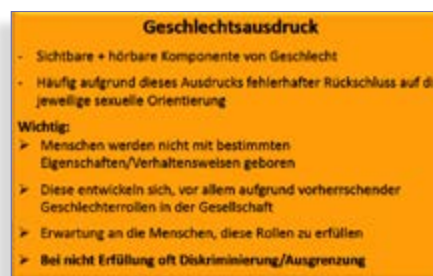 Geschlechtsausdruck
- Sichtbare + hörbare Komponente von Geschlecht
- Häufig aufgrund dieses Ausdrucks fehlerhafter Rückschluss auf di
jeweilige sexuelle Orientierung
Wichtig:
➢ Menschen werden nicht mit bestimmten
Eigenschaften/Verhaltensweisen geboren
➢ Diese entwickeln sich, vor allem aufgrund vorherrschender
Geschlechterrollen in der Gesellschaft
➢ Erwartung an die Menschen, diese Rollen zu erfüllen
➢ Bei nicht Erfüllung oft Diskriminierung/Ausgrenzung